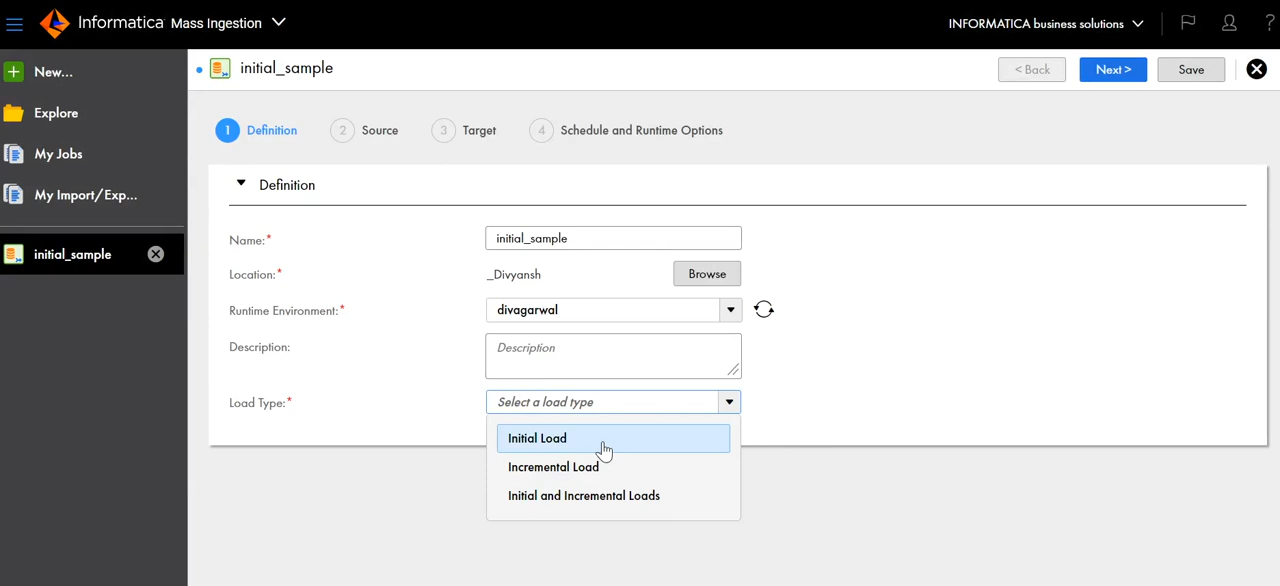 Informatica Mass Ingestion
INFORMATICA business solutions
?
New...
Explore
My Jobs
My Import/Exp...
initial_sample
initial_sample
< Back
Next >
Save
1 Definition
2 Source
3 Target
4 Schedule and Runtime Options
Definition
Name:* initial_sample
Location:* _Divyansh Browse
Runtime Environment:* divagarwal
Description: Description
Load Type:* Select a load type
Initial Load
Incremental Load
Initial and Incremental Loads